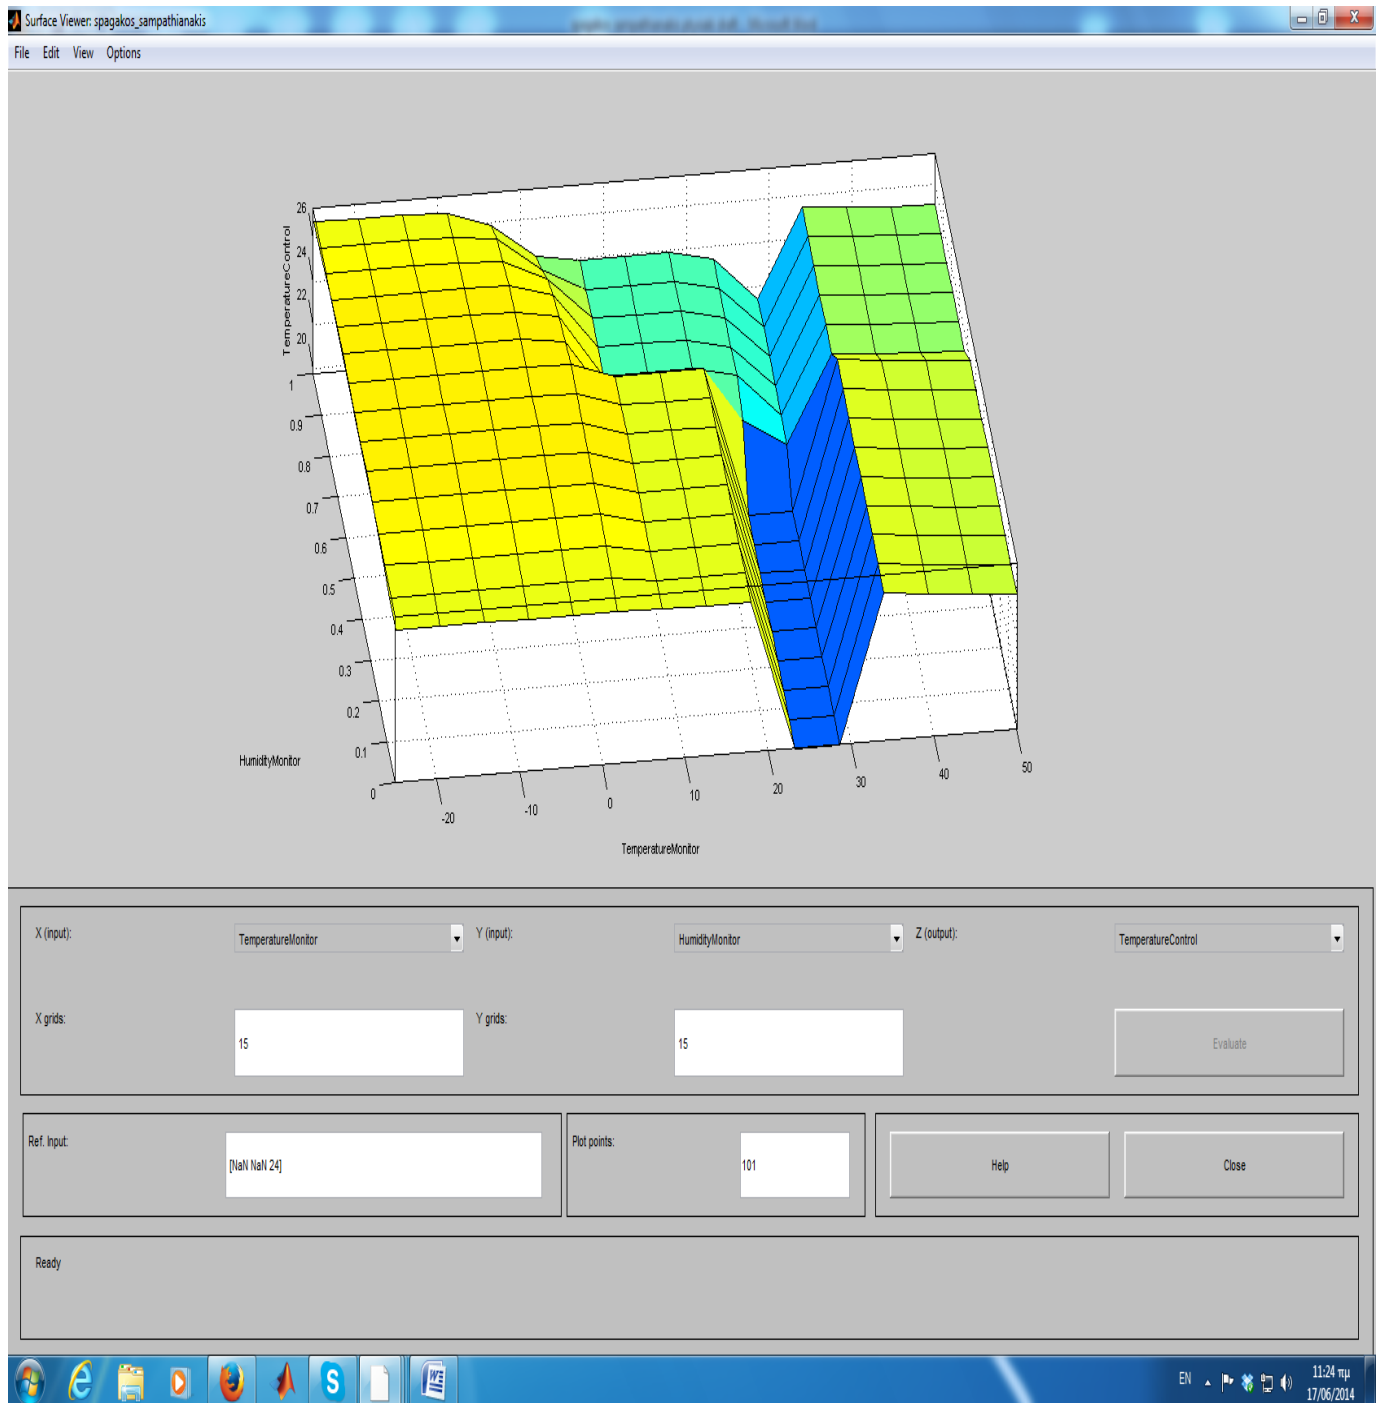 Surface Viewer: spagakos_sampathianakis
File Edit View Options
26
24
22
20
TemperatureControl
1
0.9
0.8
0.7
0.6
0.5
0.4
0.3
0.2
0.1
0
HumidityMonitor
-20
-10
0
10
20
30
40
50
TemperatureMonitor
X (input): TemperatureMonitor Y (input): HumidityMonitor Z (output): TemperatureControl
X grids: 15 Y grids: 15 Evaluate
Ref. Input: [NaN NaN 24] Plot points: 101 Help Close
Ready
EN 11:24 πμ
17/06/2014